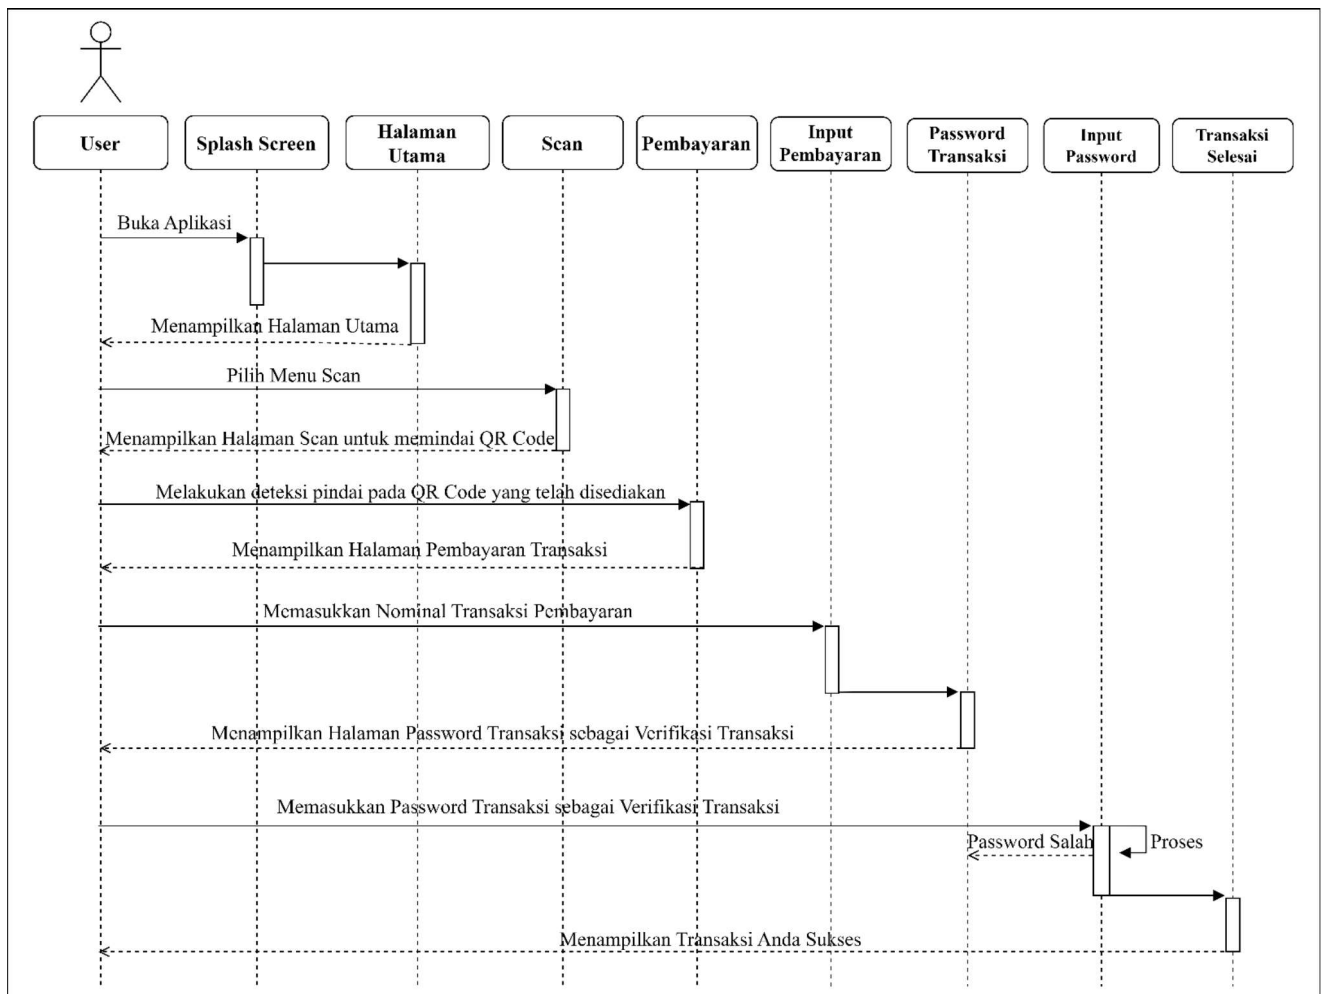 User
Splash Screen
Halaman
Utama
Scan
Pembayaran
Input
Pembayaran
Password
Transaksi
Input
Password
Transaksi
Selesai
Buka Aplikasi
Menampilkan Halaman Utama
Pilih Menu Scan
Menampilkan Halaman Scan untuk memindai QR Code
Melakukan deteksi pindai pada QR Code yang telah disediakan
Menampilkan Halaman Pembayaran Transaksi
Memasukkan Nominal Transaksi Pembayaran
Menampilkan Halaman Password Transaksi sebagai Verifikasi Transaksi
Memasukkan Password Transaksi sebagai Verifikasi Transaksi
Password Salah
Proses
Menampilkan Transaksi Anda Sukses